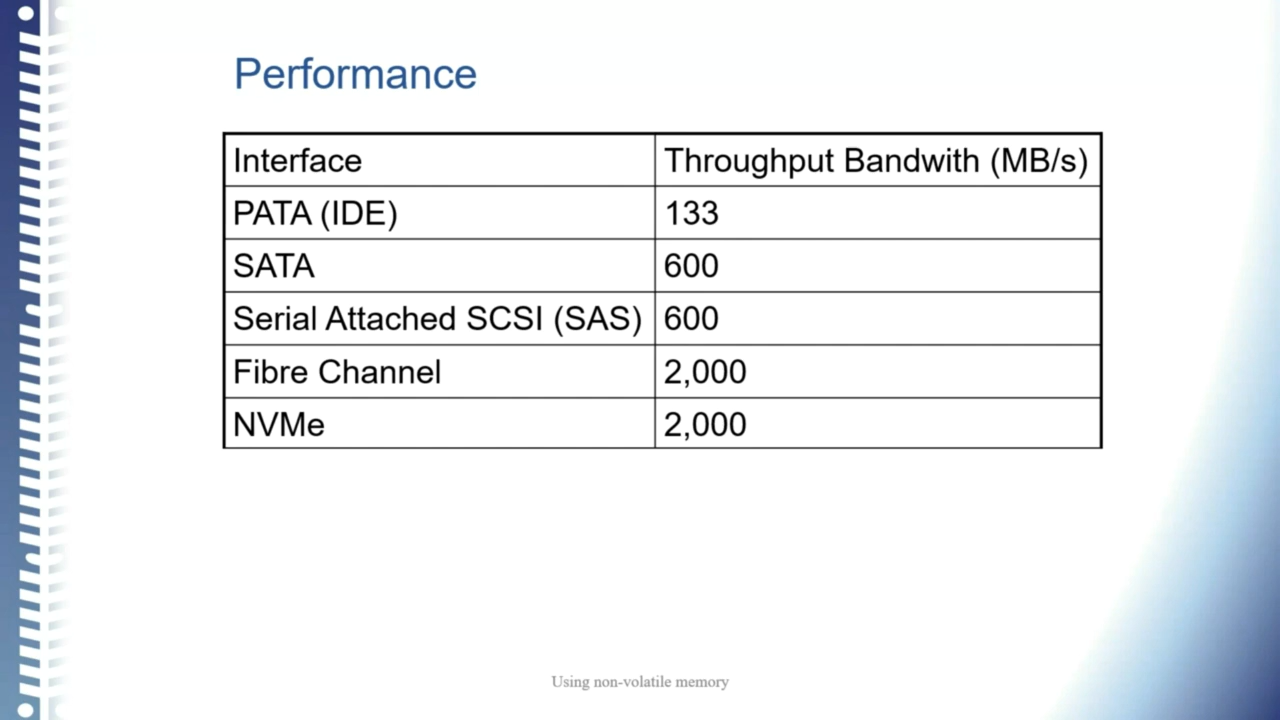 Performance
Interface Throughput Bandwith (MB/s)
PATA (IDE) 133
SATA 600
Serial Attached SCSI (SAS) 600
Fibre Channel 2,000
NVMe 2,000
Using non-volatile memory